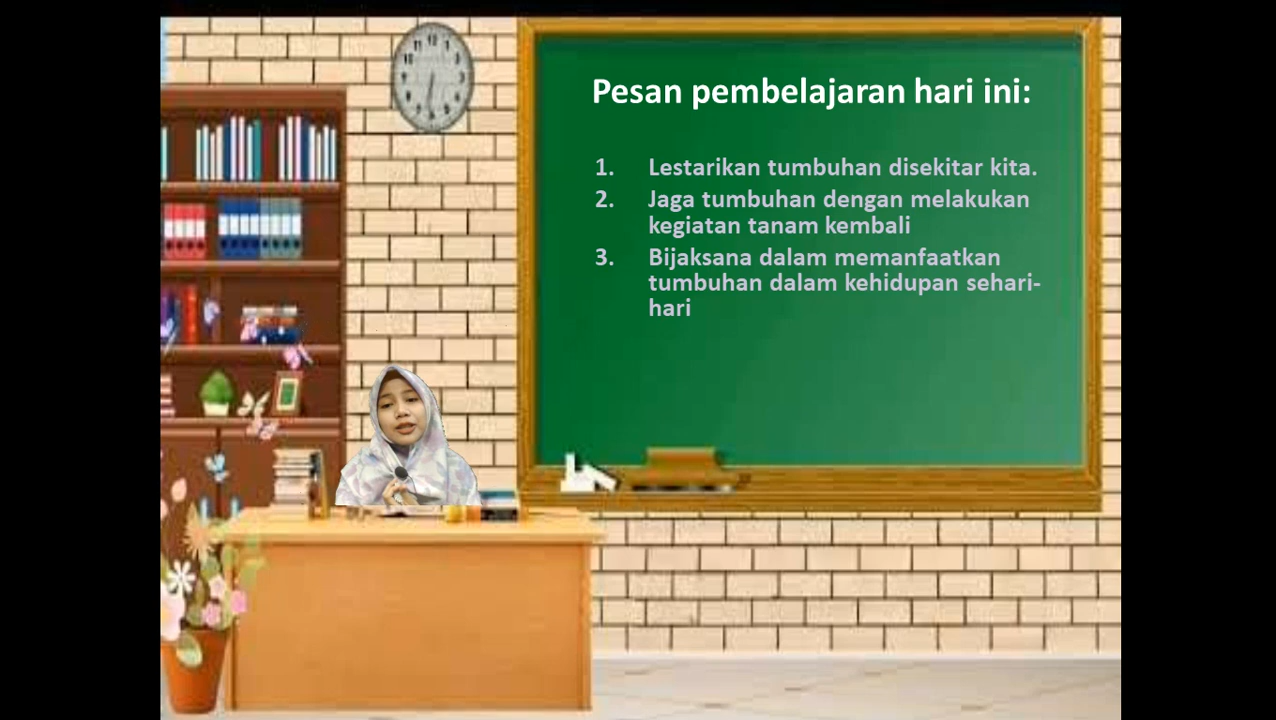 Pesan pembelajaran hari ini:
1. Lestarikan tumbuhan disekitar kita.
2. Jaga tumbuhan dengan melakukan
kegiatan tanam kembali
3. Bijaksana dalam memanfaatkan
tumbuhan dalam kehidupan sehari-
hari